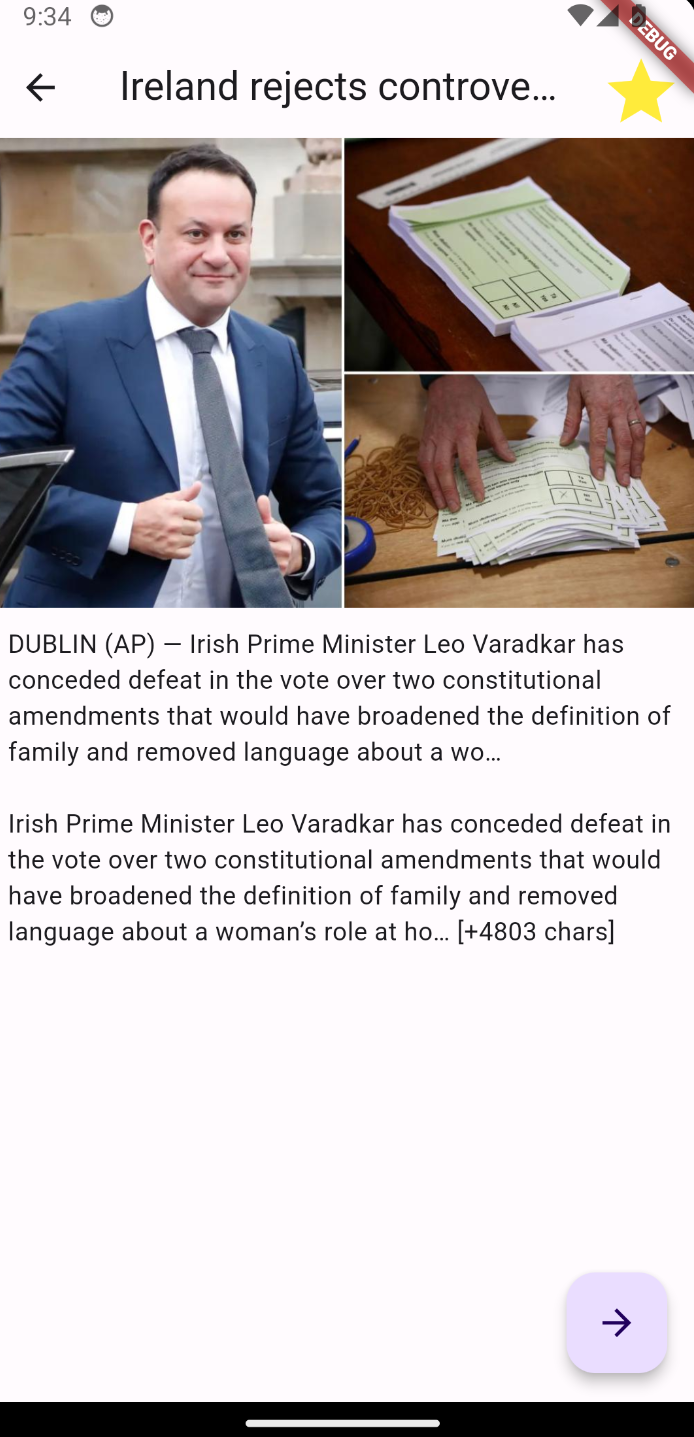 9:34
DEBUG
Ireland rejects controve…
DUBLIN (AP) — Irish Prime Minister Leo Varadkar has
conceded defeat in the vote over two constitutional
amendments that would have broadened the definition of
family and removed language about a wo…
Irish Prime Minister Leo Varadkar has conceded defeat in
the vote over two constitutional amendments that would
have broadened the definition of family and removed
language about a woman’s role at ho… [+4803 chars]